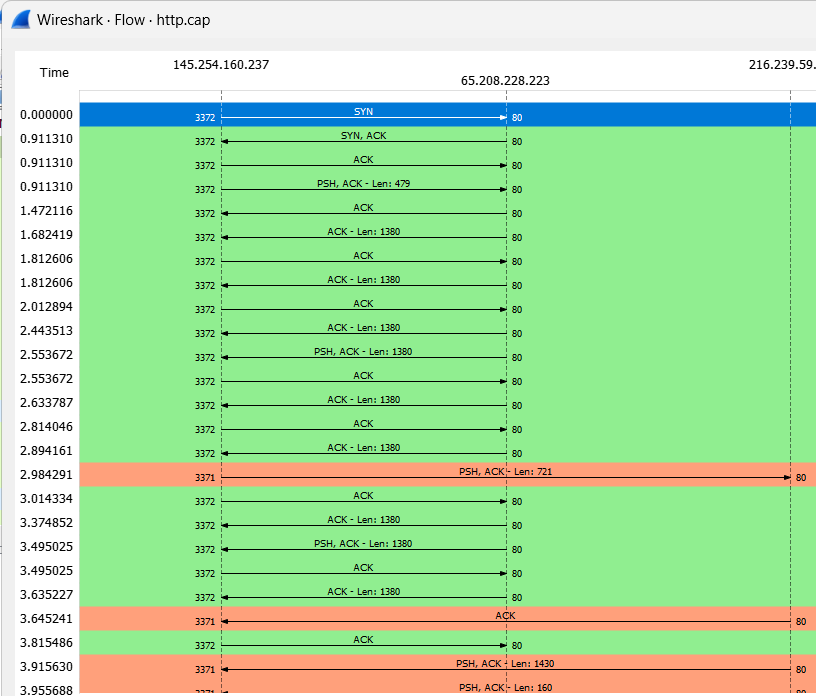 Wireshark · Flow · http.cap
145.254.160.237 216.239.59.
Time
65.208.228.223
0.000000 3372 SYN 80
0.911310 3372 SYN, ACK 80
0.911310 3372 ACK 80
0.911310 3372 PSH, ACK - Len: 479 80
1.472116 3372 ACK 80
1.682419 3372 ACK - Len: 1380 80
1.812606 3372 ACK 80
1.812606 3372 ACK - Len: 1380 80
2.012894 3372 ACK 80
2.443513 3372 ACK - Len: 1380 80
2.553672 3372 PSH, ACK - Len: 1380 80
2.553672 3372 ACK 80
2.633787 3372 ACK - Len: 1380 80
2.814046 3372 ACK 80
2.894161 3372 ACK - Len: 1380 80
2.984291 3371 PSH, ACK - Len: 721 80
3.014334 3372 ACK 80
3.374852 3372 ACK - Len: 1380 80
3.495025 3372 PSH, ACK - Len: 1380 80
3.495025 3372 ACK 80
3.635227 3372 ACK - Len: 1380 80
3.645241 3371 ACK 80
3.815486 3372 ACK 80
3.915630 3371 PSH, ACK - Len: 1430 80
3.955688 3371 PSH, ACK - Len: 160 80